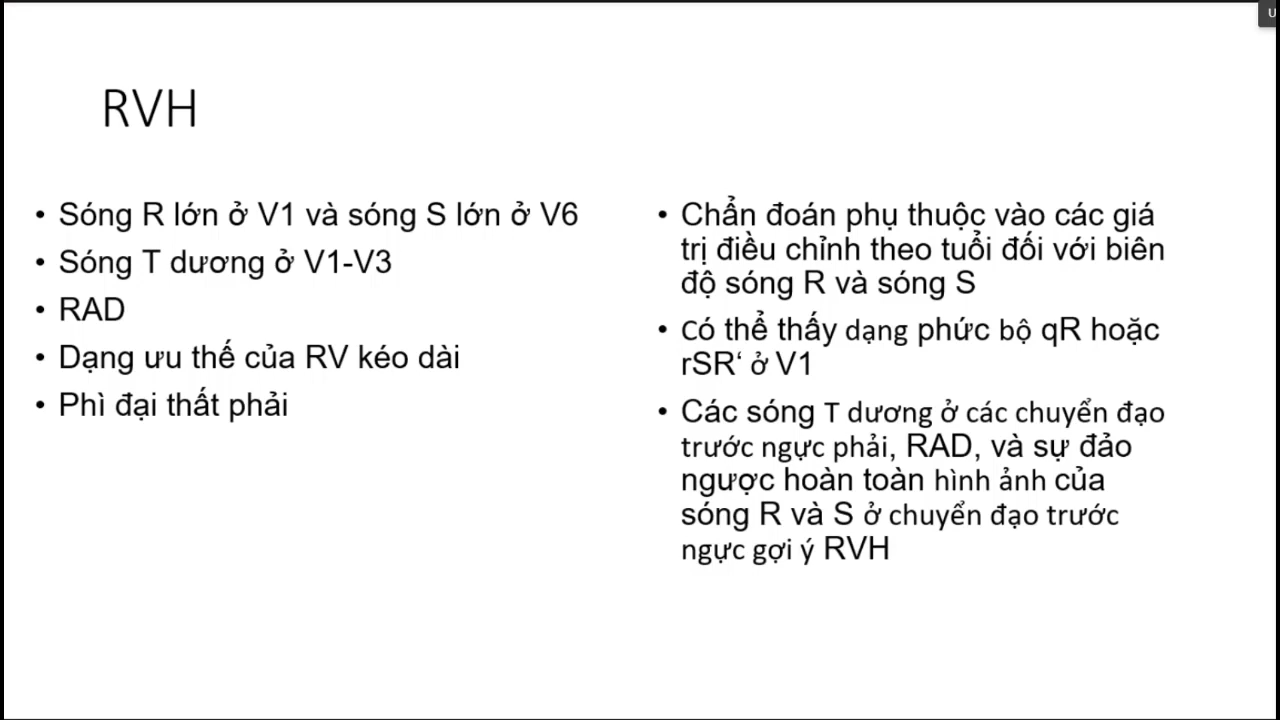 RVH
• Sóng R lớn ở V1 và sóng S lớn ở V6
• Sóng T dương ở V1-V3
• RAD
• Dạng ưu thế của RV kéo dài
• Phì đại thất phải
• Chẩn đoán phụ thuộc vào các giá
trị điều chỉnh theo tuổi đối với biên
độ sóng R và sóng S
• Có thể thấy dạng phức bộ qR hoặc
rSR‘ ở V1
• Các sóng T dương ở các chuyển đạo
trước ngực phải, RAD, và sự đảo
ngược hoàn toàn hình ảnh của
sóng R và S ở chuyển đạo trước
ngực gợi ý RVH